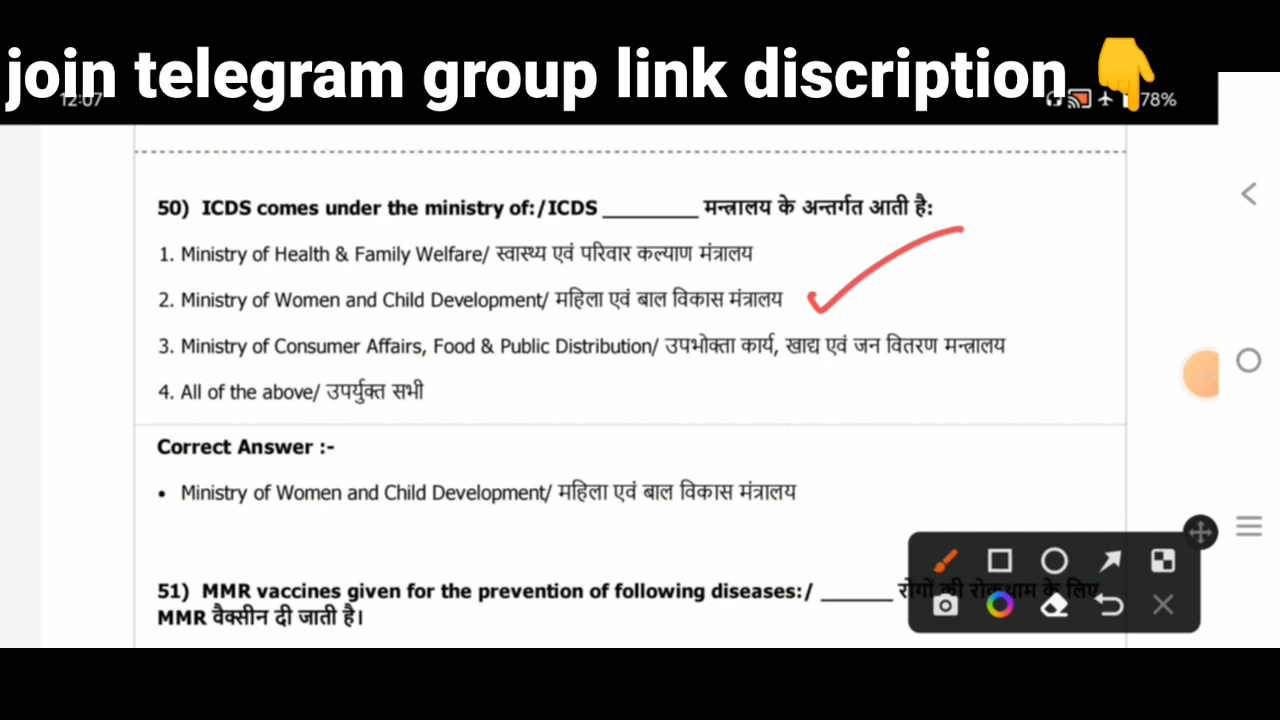 join telegram group link discription 👇
12:07
78%
50) ICDS comes under the ministry of:/ICDS ________ मन्त्रालय के अन्तर्गत आती है:
1. Ministry of Health & Family Welfare/ स्वास्थ्य एवं परिवार कल्याण मंत्रालय
2. Ministry of Women and Child Development/ महिला एवं बाल विकास मंत्रालय
3. Ministry of Consumer Affairs, Food & Public Distribution/ उपभोक्ता कार्य, खाद्य एवं जन वितरण मन्त्रालय
4. All of the above/ उपर्युक्त सभी
Correct Answer :-
• Ministry of Women and Child Development/ महिला एवं बाल विकास मंत्रालय
51) MMR vaccines given for the prevention of following diseases:/ ______ रोगों की रोकथाम के लिए
MMR वैक्सीन दी जाती है।